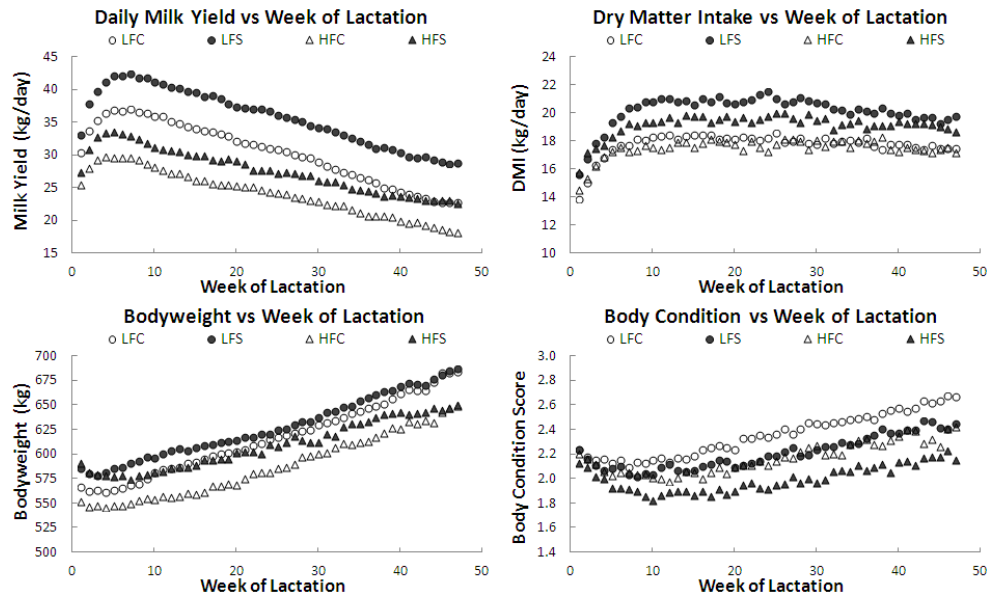 Daily Milk Yield vs Week of Lactation
LFC LFS HFC HFS
Milk Yield (kg/day)
45
40
35
30
25
20
15
0 10 20 30 40 50
Week of Lactation
Dry Matter Intake vs Week of Lactation
LFC LFS HFC HFS
DMI (kg/day)
24
22
20
18
16
14
12
10
0 10 20 30 40 50
Week of Lactation
Bodyweight vs Week of Lactation
LFC LFS HFC HFS
Bodyweight (kg)
700
675
650
625
600
575
550
525
500
0 10 20 30 40 50
Week of Lactation
Body Condition vs Week of Lactation
LFC LFS HFC HFS
Body Condition Score
3.0
2.8
2.6
2.4
2.2
2.0
1.8
1.6
1.4
0 10 20 30 40 50
Week of Lactation